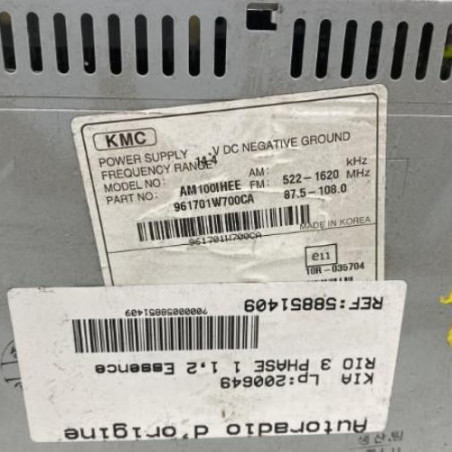 KMC
POWER SUPPLY 14.4 V DC NEGATIVE GROUND
FREQUENCY RANGE AM: 522-1620 KHz
MODEL NO: AM100IHEE FM: 87.5-108.0 MHz
PART NO: 961701W700CA
961701W700CA
MADE IN KOREA
e11
10R-035704
Autoradio d'origine
KIA Lp:200649
RIO 3 PHASE 1 1.2 Essence
70000058851409
REF:58851409